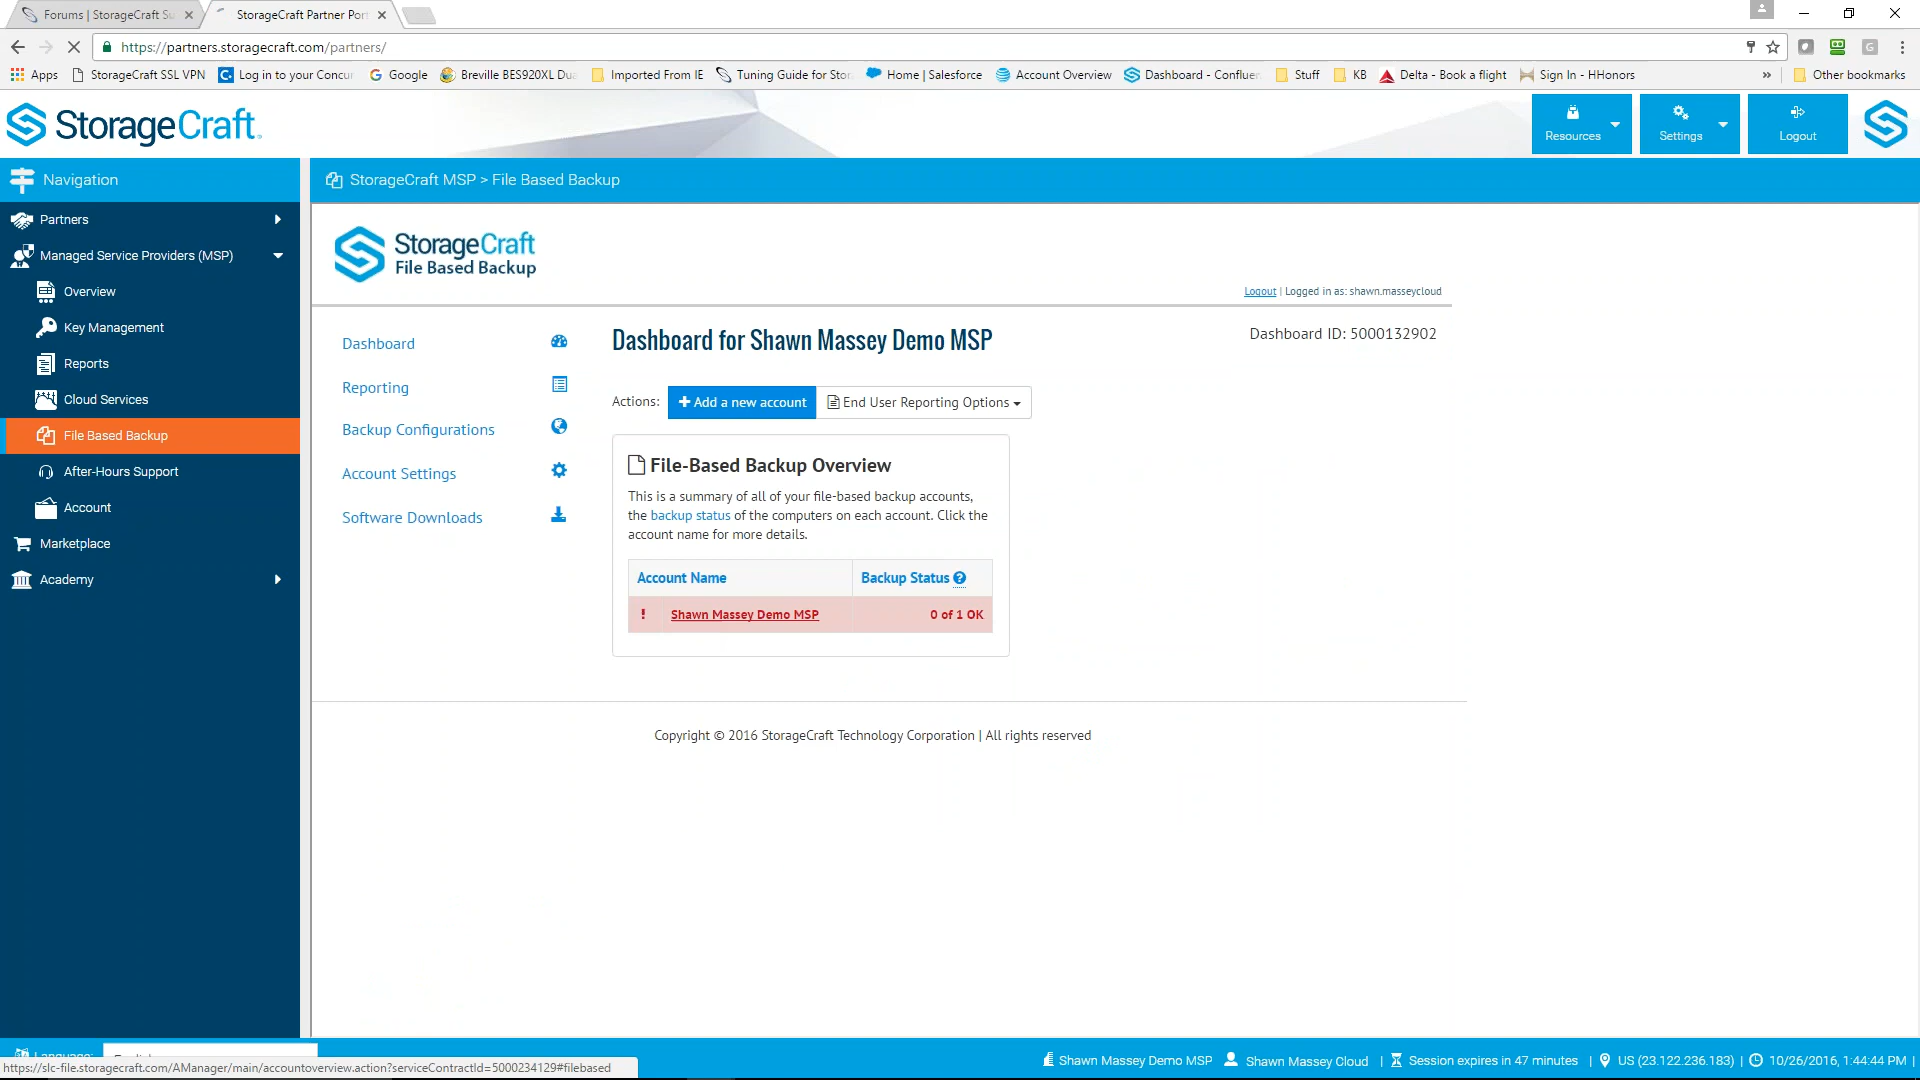 Forums | StorageCraft Su
StorageCraft Partner Por
https://partners.storagecraft.com/partners/
Apps
StorageCraft SSL VPN
Log in to your Concur
Google
Breville BES920XL Dua
Imported From IE
Tuning Guide for Stor
Home | Salesforce
Account Overview
Dashboard - Confluen
Stuff
KB
Delta - Book a flight
Sign In - HHonors
»
Other bookmarks
StorageCraft
Resources
Settings
Logout
Navigation
StorageCraft MSP > File Based Backup
Partners
Managed Service Providers (MSP)
Overview
Key Management
Reports
Cloud Services
File Based Backup
After-Hours Support
Account
Marketplace
Academy
StorageCraft
File Based Backup
Logout | Logged in as: shawn.masseycloud
Dashboard
Reporting
Backup Configurations
Account Settings
Software Downloads
Dashboard for Shawn Massey Demo MSP
Dashboard ID: 5000132902
Actions:
Add a new account
End User Reporting Options
File-Based Backup Overview
This is a summary of all of your file-based backup accounts,
the backup status of the computers on each account. Click the
account name for more details.
Account Name
Backup Status ?
! Shawn Massey Demo MSP
0 of 1 OK
Copyright © 2016 StorageCraft Technology Corporation | All rights reserved
Language:
https://slc-file.storagecraft.com/AManager/main/accountoverview.action?serviceContractId=5000234129#filebased
Shawn Massey Demo MSP
Shawn Massey Cloud
| Session expires in 47 minutes
| US (23.122.236.183)
| 10/26/2016, 1:44:44 PM |